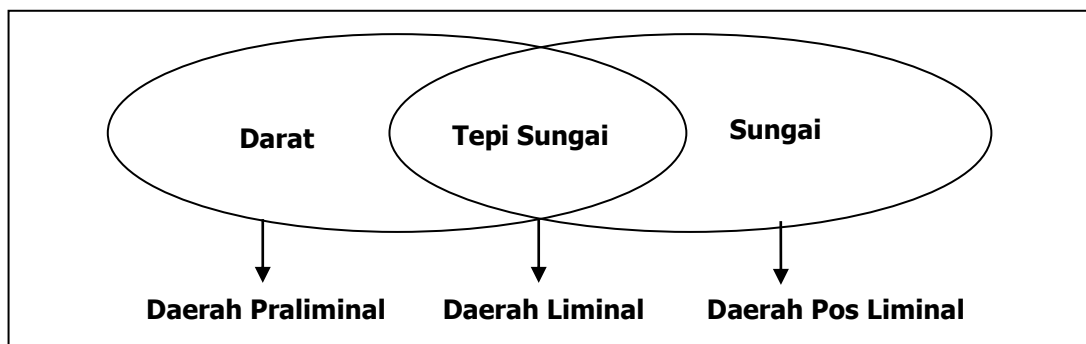 Darat
Tepi Sungai
Sungai
Daerah Praliminal
Daerah Liminal
Daerah Pos Liminal